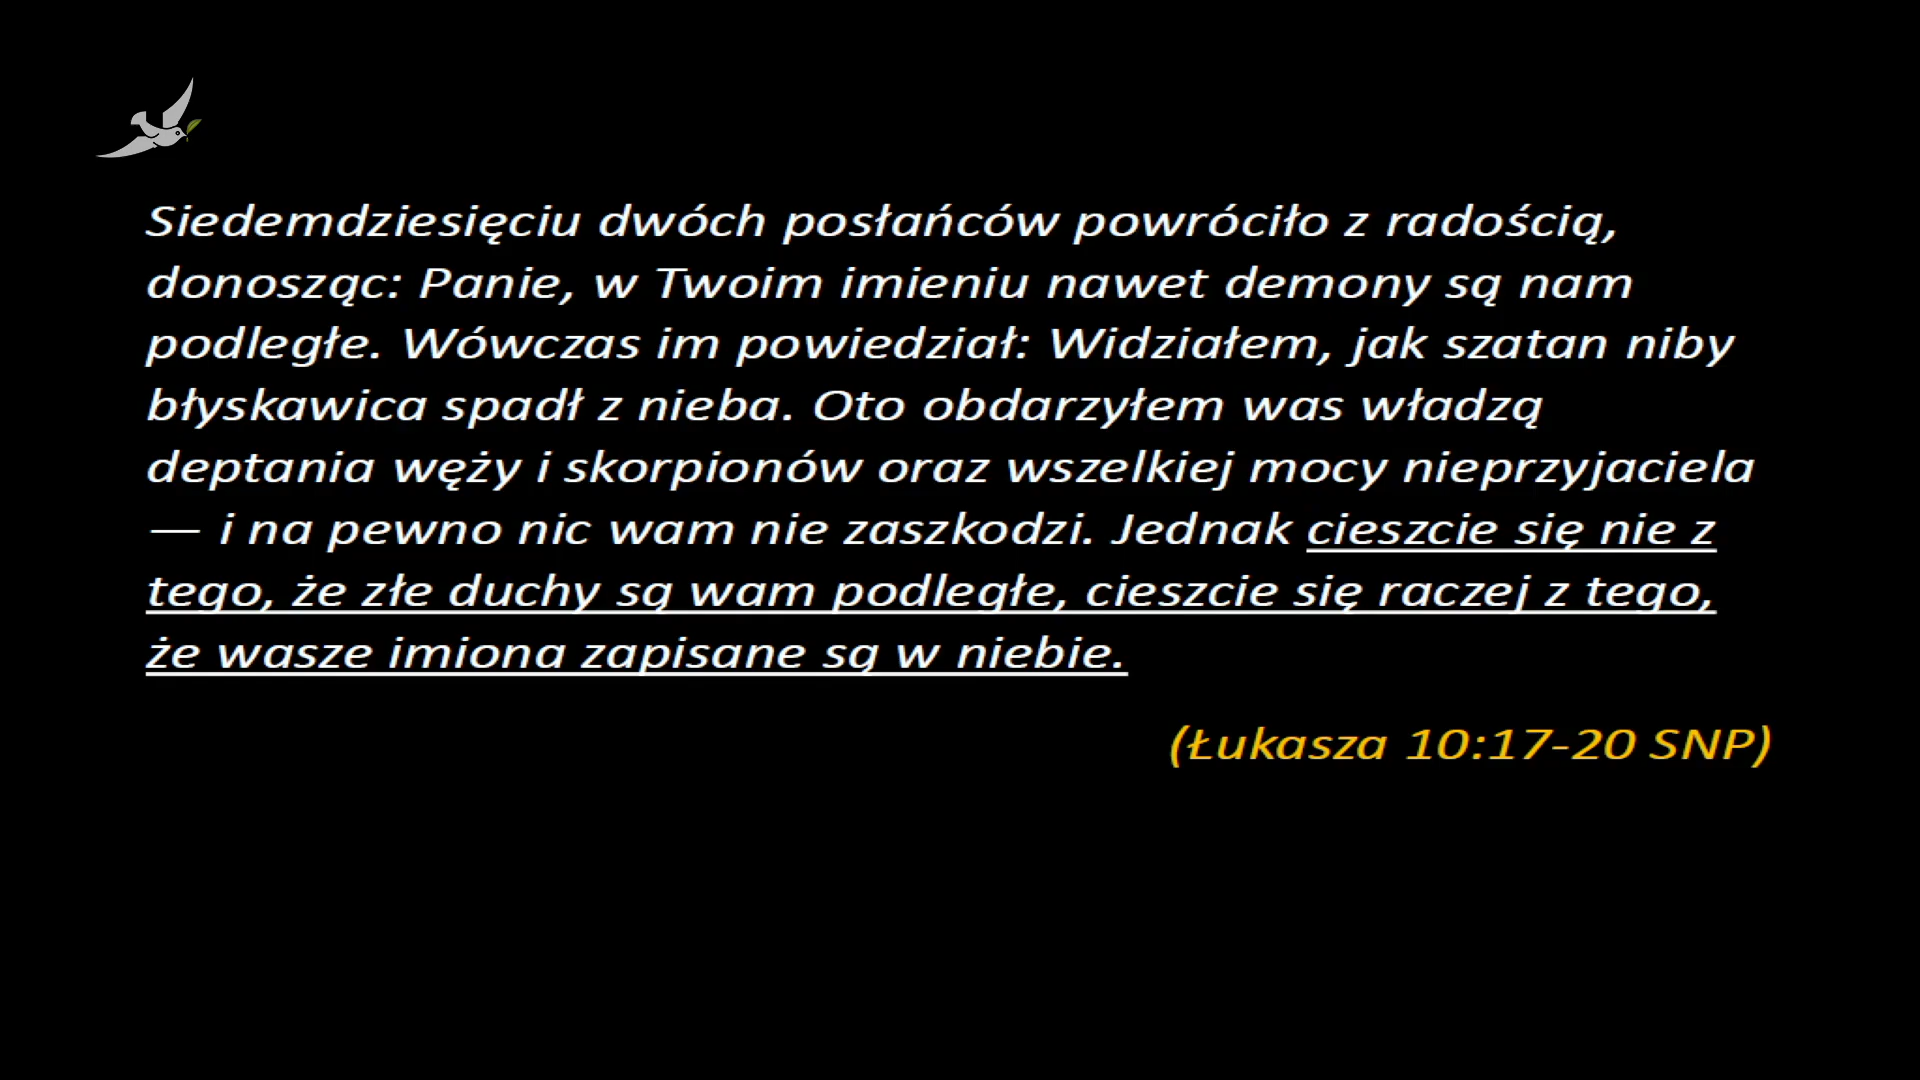 Siedemdziesięciu dwóch posłańców powróciło z radością,
donosząc: Panie, w Twoim imieniu nawet demony są nam
podległe. Wówczas im powiedział: Widziałem, jak szatan niby
błyskawica spadł z nieba. Oto obdarzyłem was władzą
deptania węży i skorpionów oraz wszelkiej mocy nieprzyjaciela
— i na pewno nic wam nie zaszkodzi. Jednak cieszcie się nie z
tego, że złe duchy są wam podległe, cieszcie się raczej z tego,
że wasze imiona zapisane są w niebie.
(Łukasza 10:17-20 SNP)